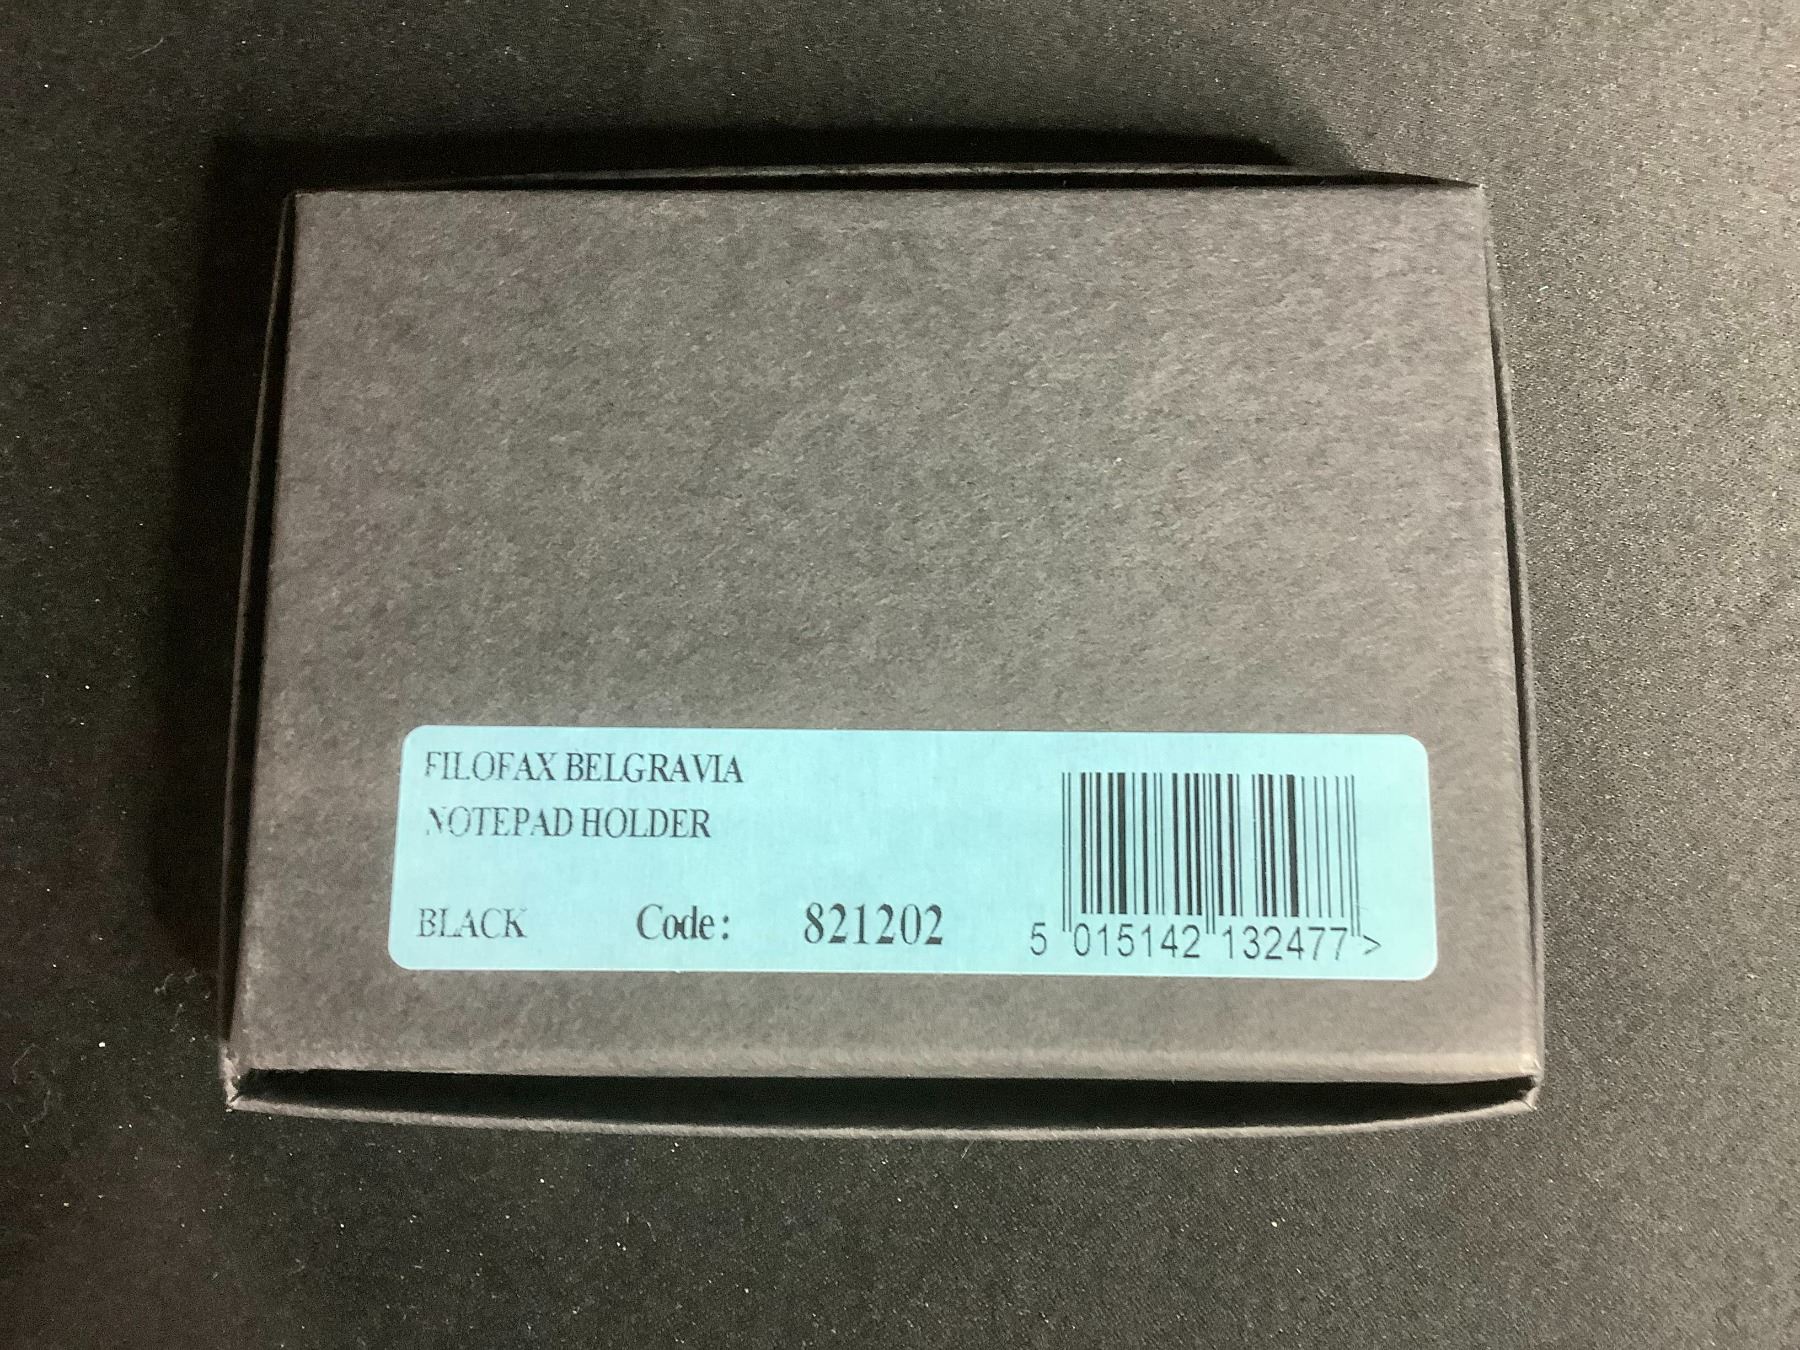 FILOFAX BELGRAVIA
NOTEPAD HOLDER
BLACK Code: 821202
5 015142 132477 >